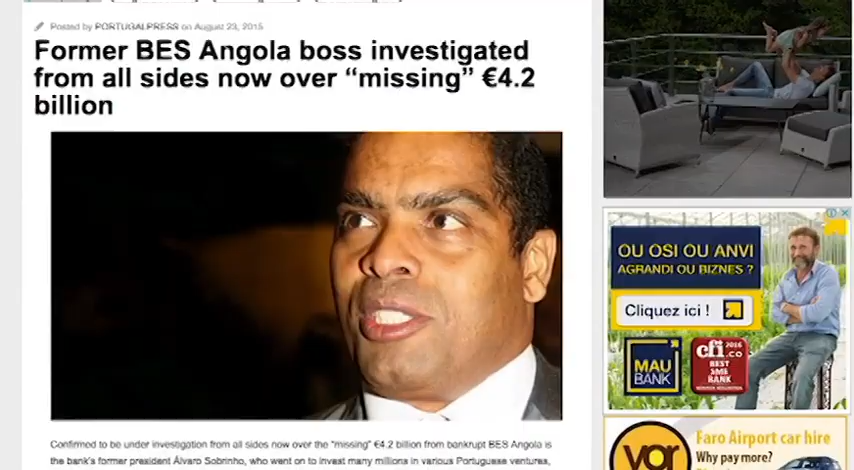 Posted by PORTUGALPRESS on August 23, 2015
Former BES Angola boss investigated
from all sides now over “missing” €4.2
billion
Confirmed to be under investigation from all sides now over the “missing” €4.2 billion from bankrupt BES Angola is
the bank's former president Álvaro Sobrinho, who went on to invest many millions in various Portuguese ventures,
OU OSI OU ANVI
AGRANDI OU BIZNES ?
Cliquez ici !
MAU
BANK
cfi
.co
2016
BEST
SME
BANK
vor
Faro Airport car hire
Why pay more?